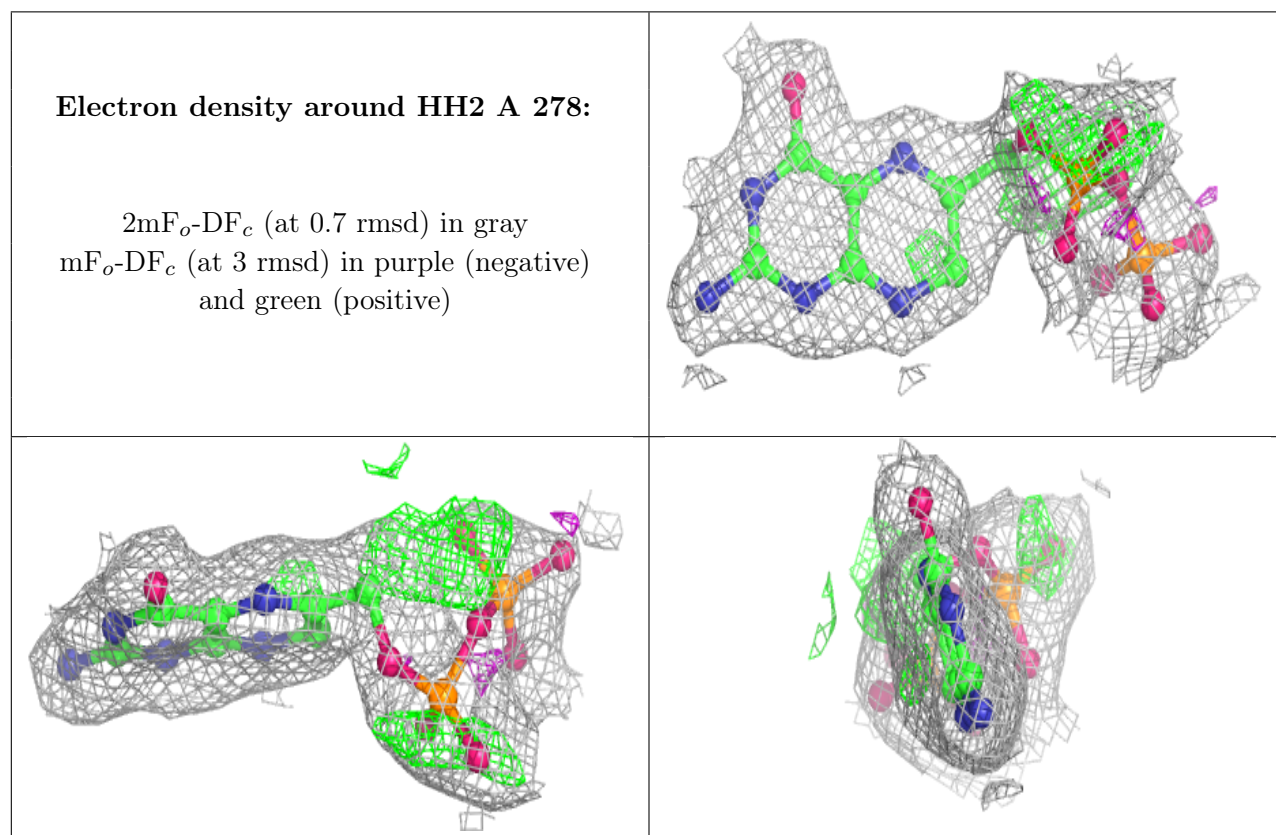 Electron density around HH2 A 278:
2mFo-DFc (at 0.7 rmsd) in gray
mFo-DFc (at 3 rmsd) in purple (negative)
and green (positive)